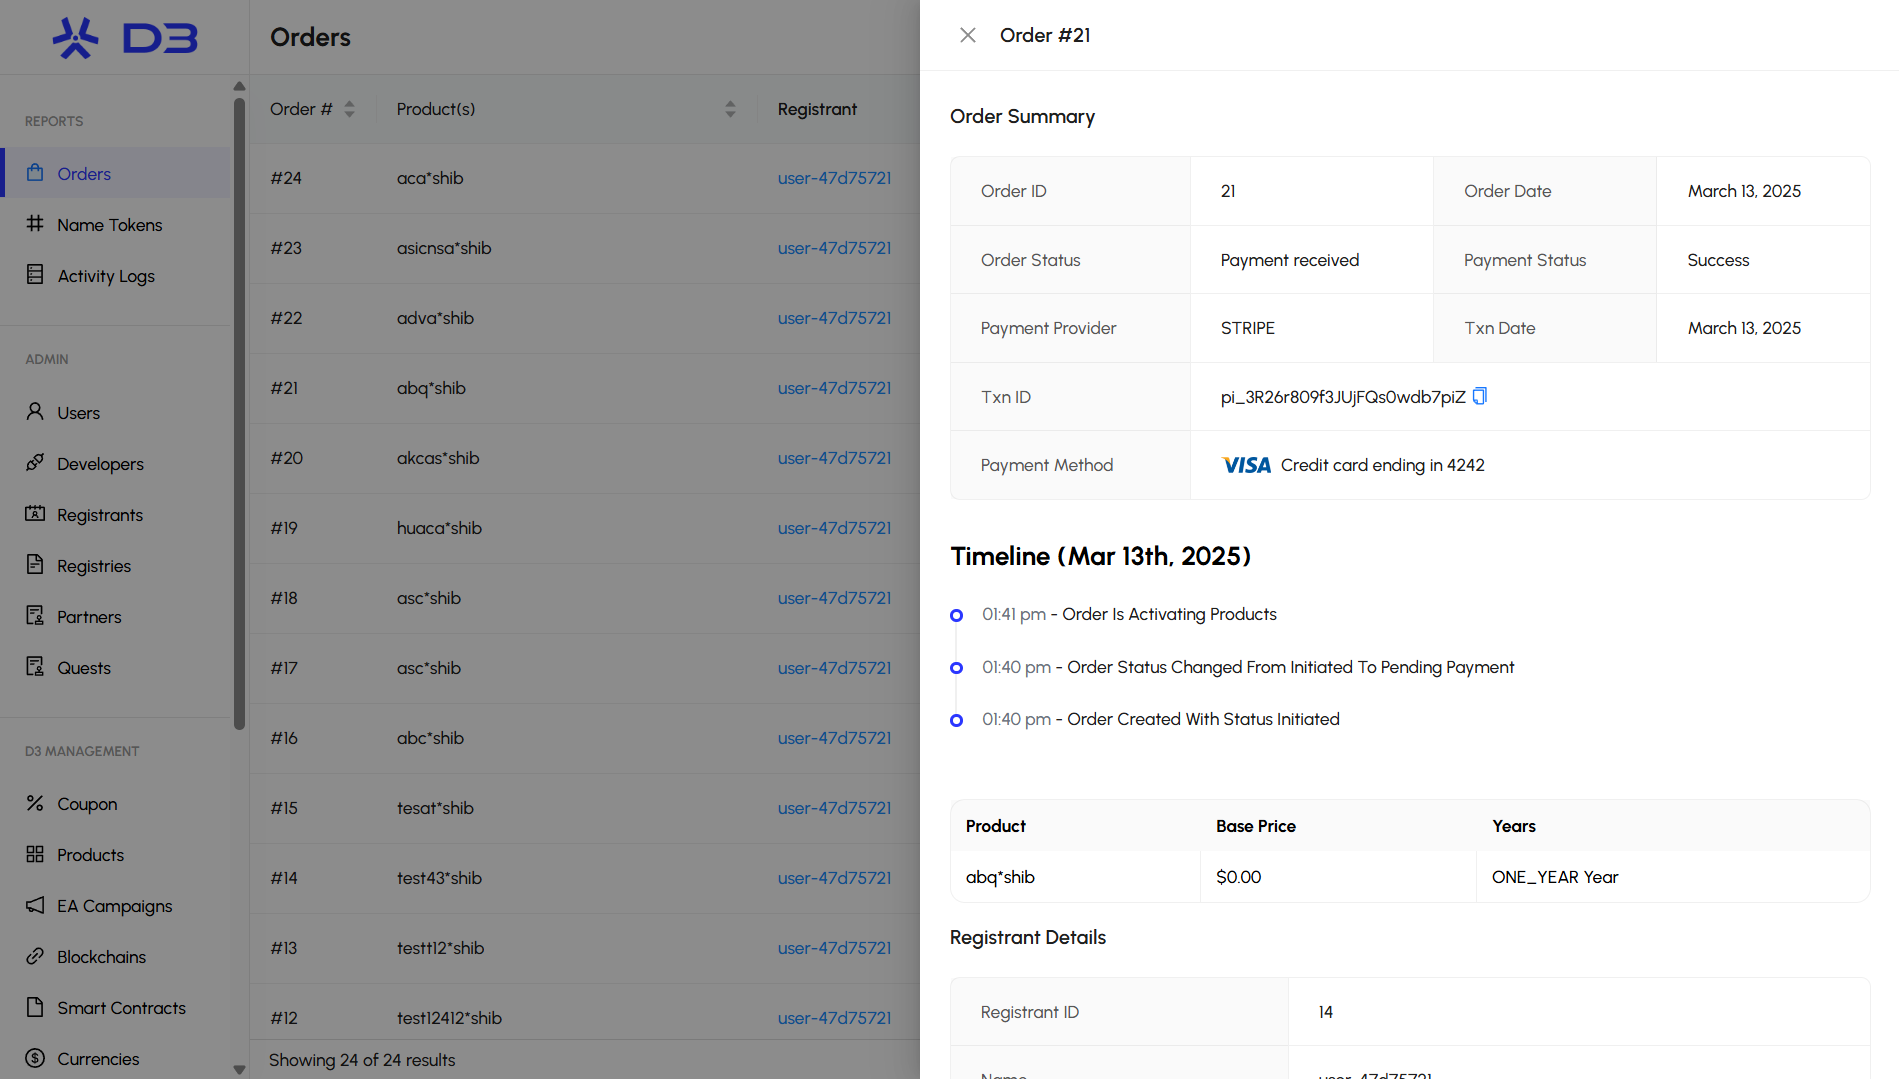 D3
REPORTS
Orders
Name Tokens
Activity Logs
ADMIN
Users
Developers
Registrants
Registries
Partners
Quests
D3 MANAGEMENT
Coupon
Products
EA Campaigns
Blockchains
Smart Contracts
Currencies
Orders
Order # Product(s) Registrant
#24 aca*shib user-47d75721
#23 asicnsa*shib user-47d75721
#22 adva*shib user-47d75721
#21 abq*shib user-47d75721
#20 akcas*shib user-47d75721
#19 huaca*shib user-47d75721
#18 asc*shib user-47d75721
#17 asc*shib user-47d75721
#16 abc*shib user-47d75721
#15 tesat*shib user-47d75721
#14 test43*shib user-47d75721
#13 testt12*shib user-47d75721
#12 test12412*shib user-47d75721
Showing 24 of 24 results
Order #21
Order Summary
Order ID 21 Order Date March 13, 2025
Order Status Payment received Payment Status Success
Payment Provider STRIPE Txn Date March 13, 2025
Txn ID pi_3R26r809f3JUjFQs0wdb7piZ
Payment Method VISA Credit card ending in 4242
Timeline (Mar 13th, 2025)
01:41 pm - Order Is Activating Products
01:40 pm - Order Status Changed From Initiated To Pending Payment
01:40 pm - Order Created With Status Initiated
Product Base Price Years
abq*shib $0.00 ONE_YEAR Year
Registrant Details
Registrant ID 14
Name user-47d75721